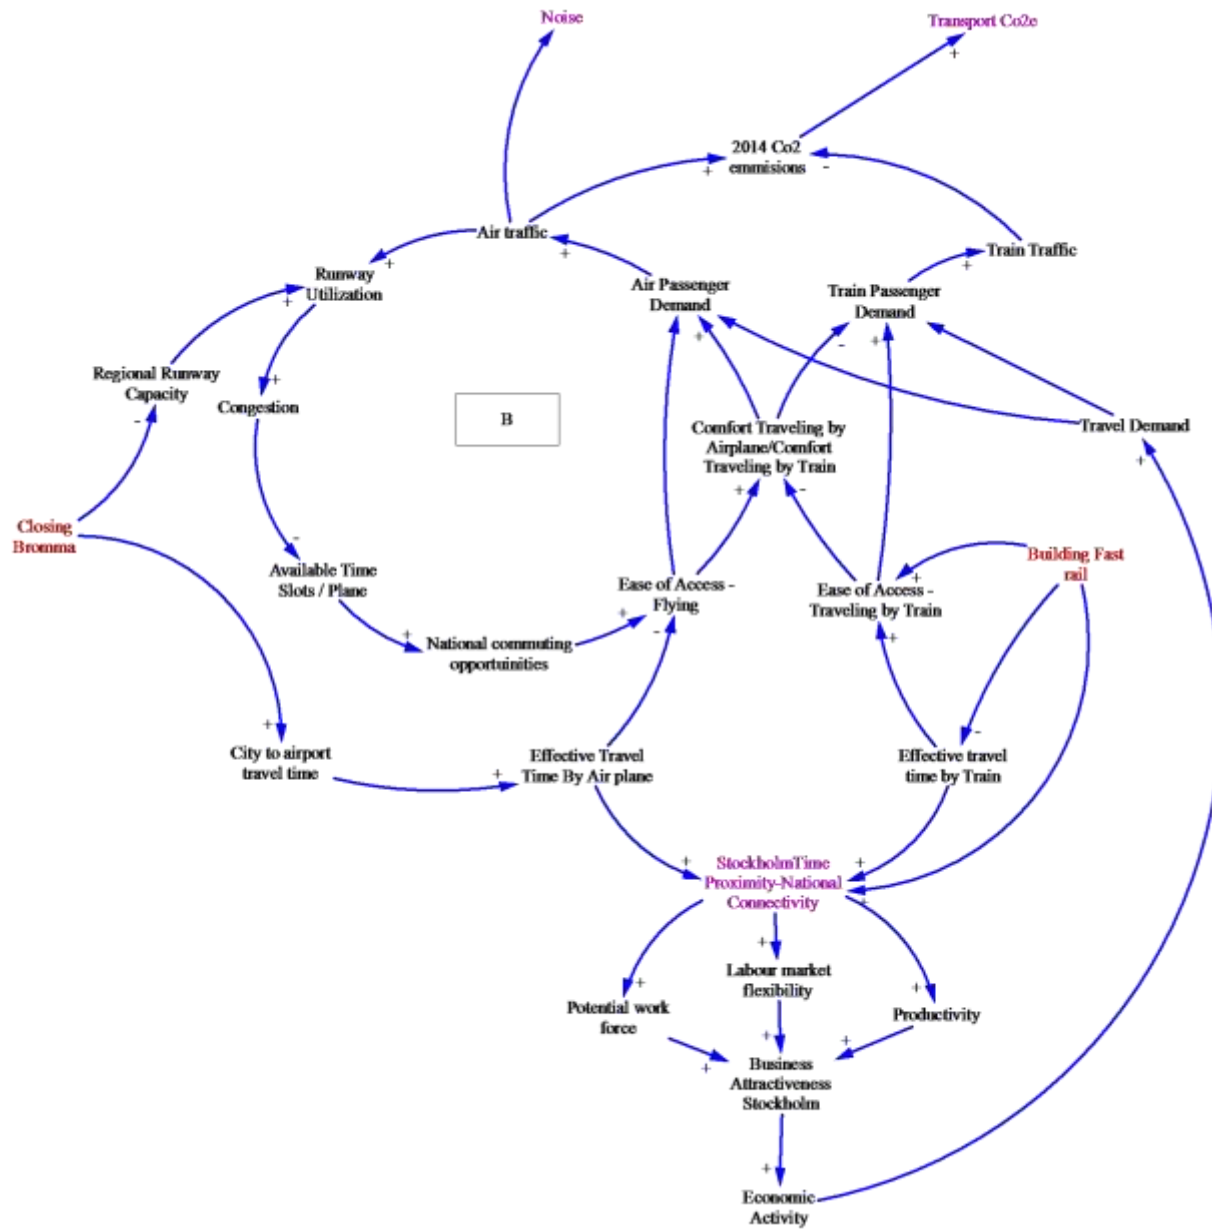 Noise
Transport Co2e
2014 Co2
emmisions
Air traffic
Train Traffic
Runway
Utilization
Air Passenger
Demand
Train Passenger
Demand
Regional Runway
Capacity
Congestion
B
Comfort Traveling by
Airplane/Comfort
Traveling by Train
Travel Demand
Closing
Bromma
Available Time
Slots / Plane
Ease of Access -
Flying
Ease of Access -
Traveling by Train
Building Fast
rail
National commuting
opportuinities
City to airport
travel time
Effective Travel
Time By Air plane
Effective travel
time by Train
StockholmTime
Proximity-National
Connectivity
Labour market
flexibility
Potential work
force
Productivity
Business
Attractiveness
Stockholm
Economic
Activity